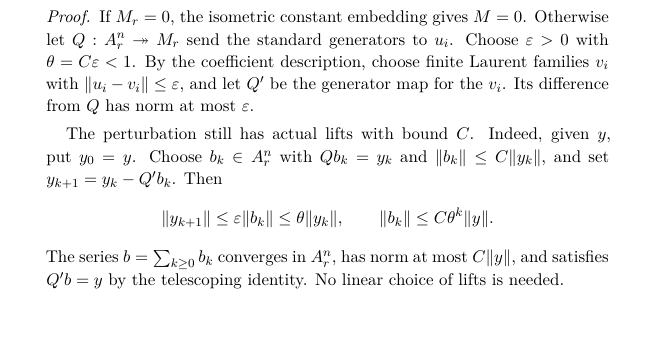 Proof. If M_r = 0, the isometric constant embedding gives M = 0. Otherwise
let Q : A_r^n ↠ M_r send the standard generators to u_i. Choose ε > 0 with
θ = Cε < 1. By the coefficient description, choose finite Laurent families v_i
with ‖u_i − v_i‖ ≤ ε, and let Q′ be the generator map for the v_i. Its difference
from Q has norm at most ε.
The perturbation still has actual lifts with bound C. Indeed, given y,
put y_0 = y. Choose b_k ∈ A_r^n with Qb_k = y_k and ‖b_k‖ ≤ C‖y_k‖, and set
y_{k+1} = y_k − Q′b_k. Then
‖y_{k+1}‖ ≤ ε‖b_k‖ ≤ θ‖y_k‖, ‖b_k‖ ≤ Cθ^k‖y‖.
The series b = ∑_{k≥0} b_k converges in A_r^n, has norm at most C‖y‖, and satisfies
Q′b = y by the telescoping identity. No linear choice of lifts is needed.